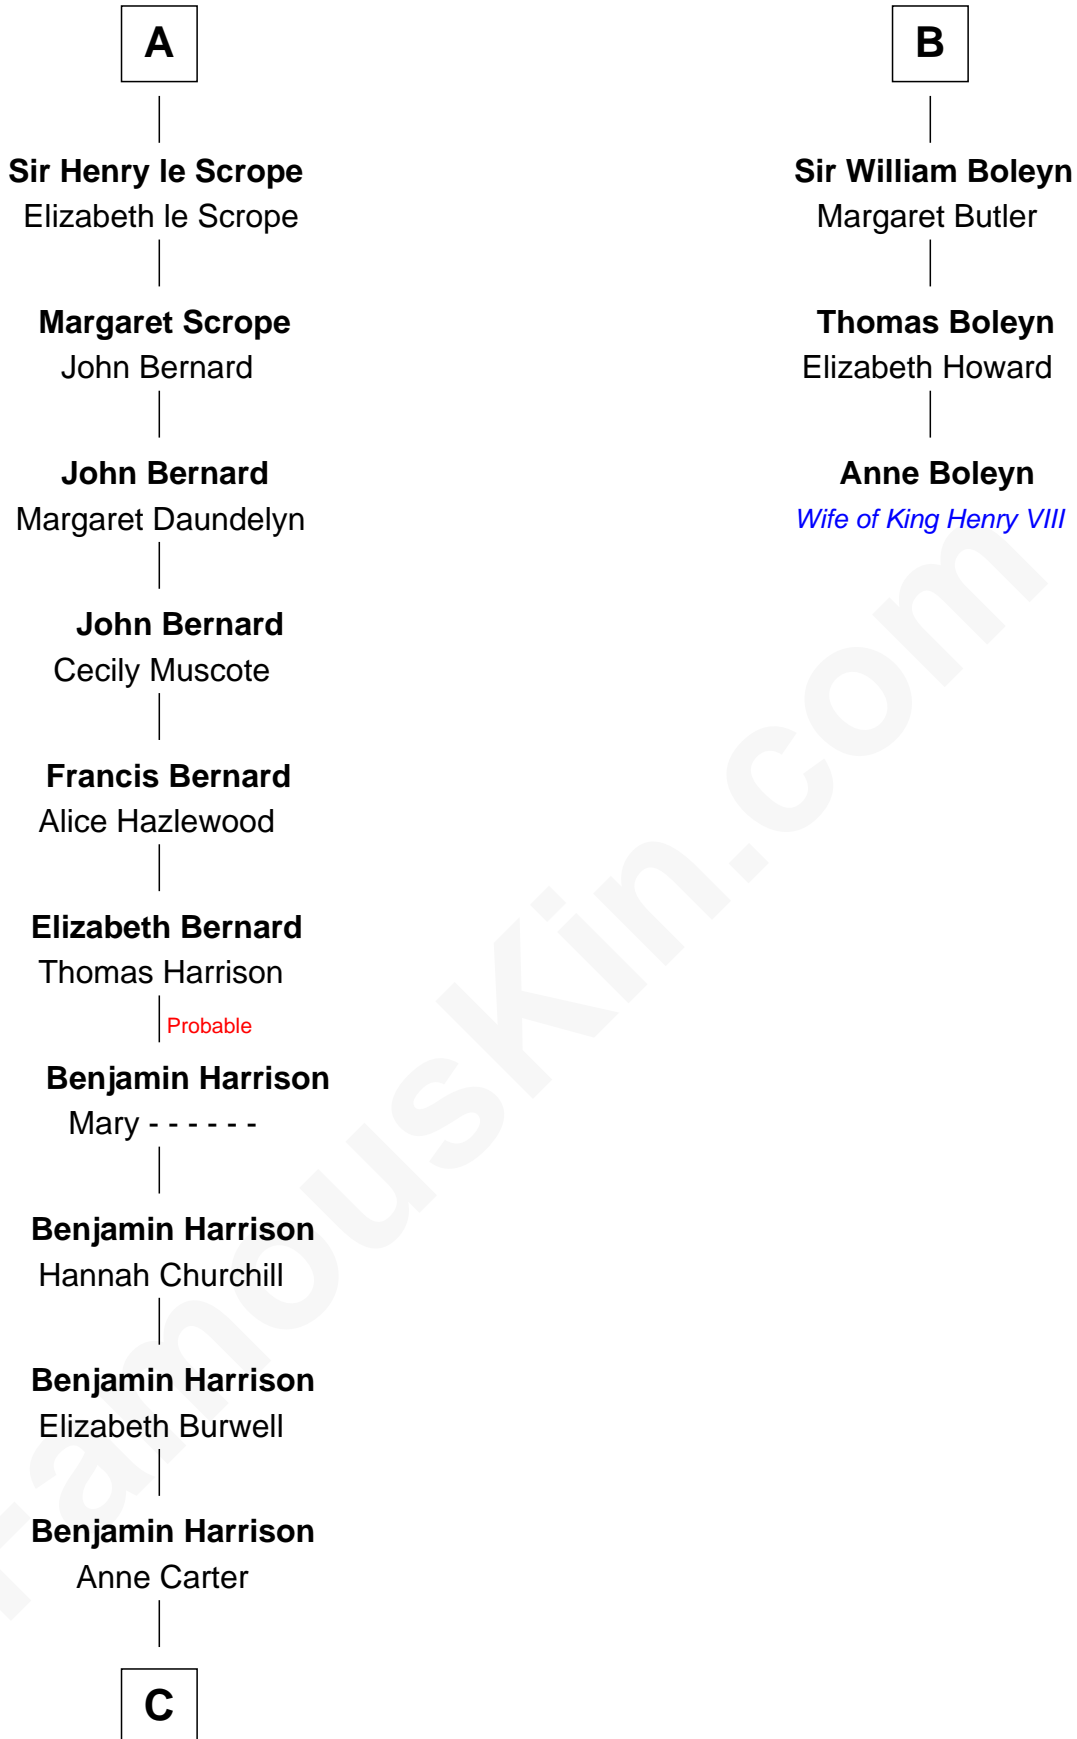 A
Sir Henry le Scrope
Elizabeth le Scrope
Margaret Scrope
John Bernard
John Bernard
Margaret Daundelyn
John Bernard
Cecily Muscote
Francis Bernard
Alice Hazlewood
Elizabeth Bernard
Thomas Harrison
Probable
Benjamin Harrison
Mary - - - - - -
Benjamin Harrison
Hannah Churchill
Benjamin Harrison
Elizabeth Burwell
Benjamin Harrison
Anne Carter
C
B
Sir William Boleyn
Margaret Butler
Thomas Boleyn
Elizabeth Howard
Anne Boleyn
Wife of King Henry VIII
FamousKin.com